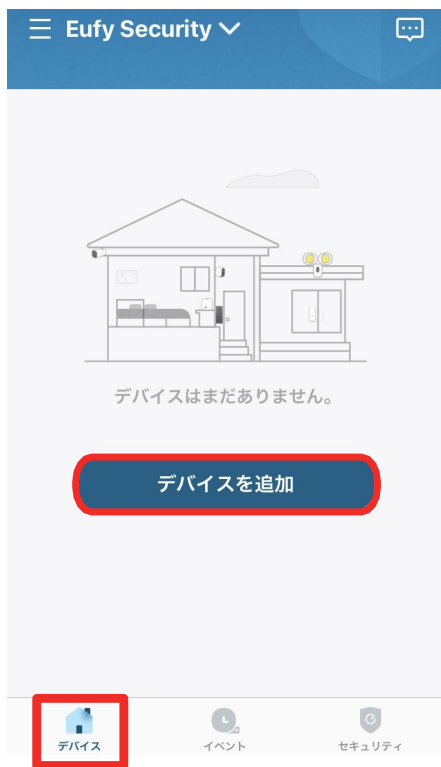 Eufy Security
デバイスはまだありません。
デバイスを追加
デバイス
イベント
セキュリティ